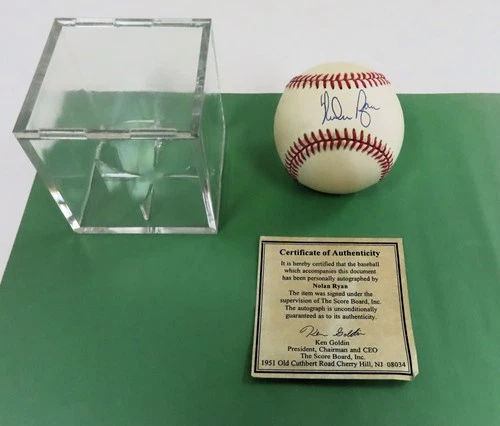 Nolan Ryan
Certificate of Authenticity
It is hereby certified that the baseball
which accompanies this document
has been personally autographed by
Nolan Ryan
The item was signed under the
supervision of The Score Board, Inc.
The autograph is unconditionally
guaranteed as to its authenticity.
Ken Goldin
Ken Goldin
President, Chairman and CEO
The Score Board, Inc.
1951 Old Cuthbert Road Cherry Hill, NJ 08034